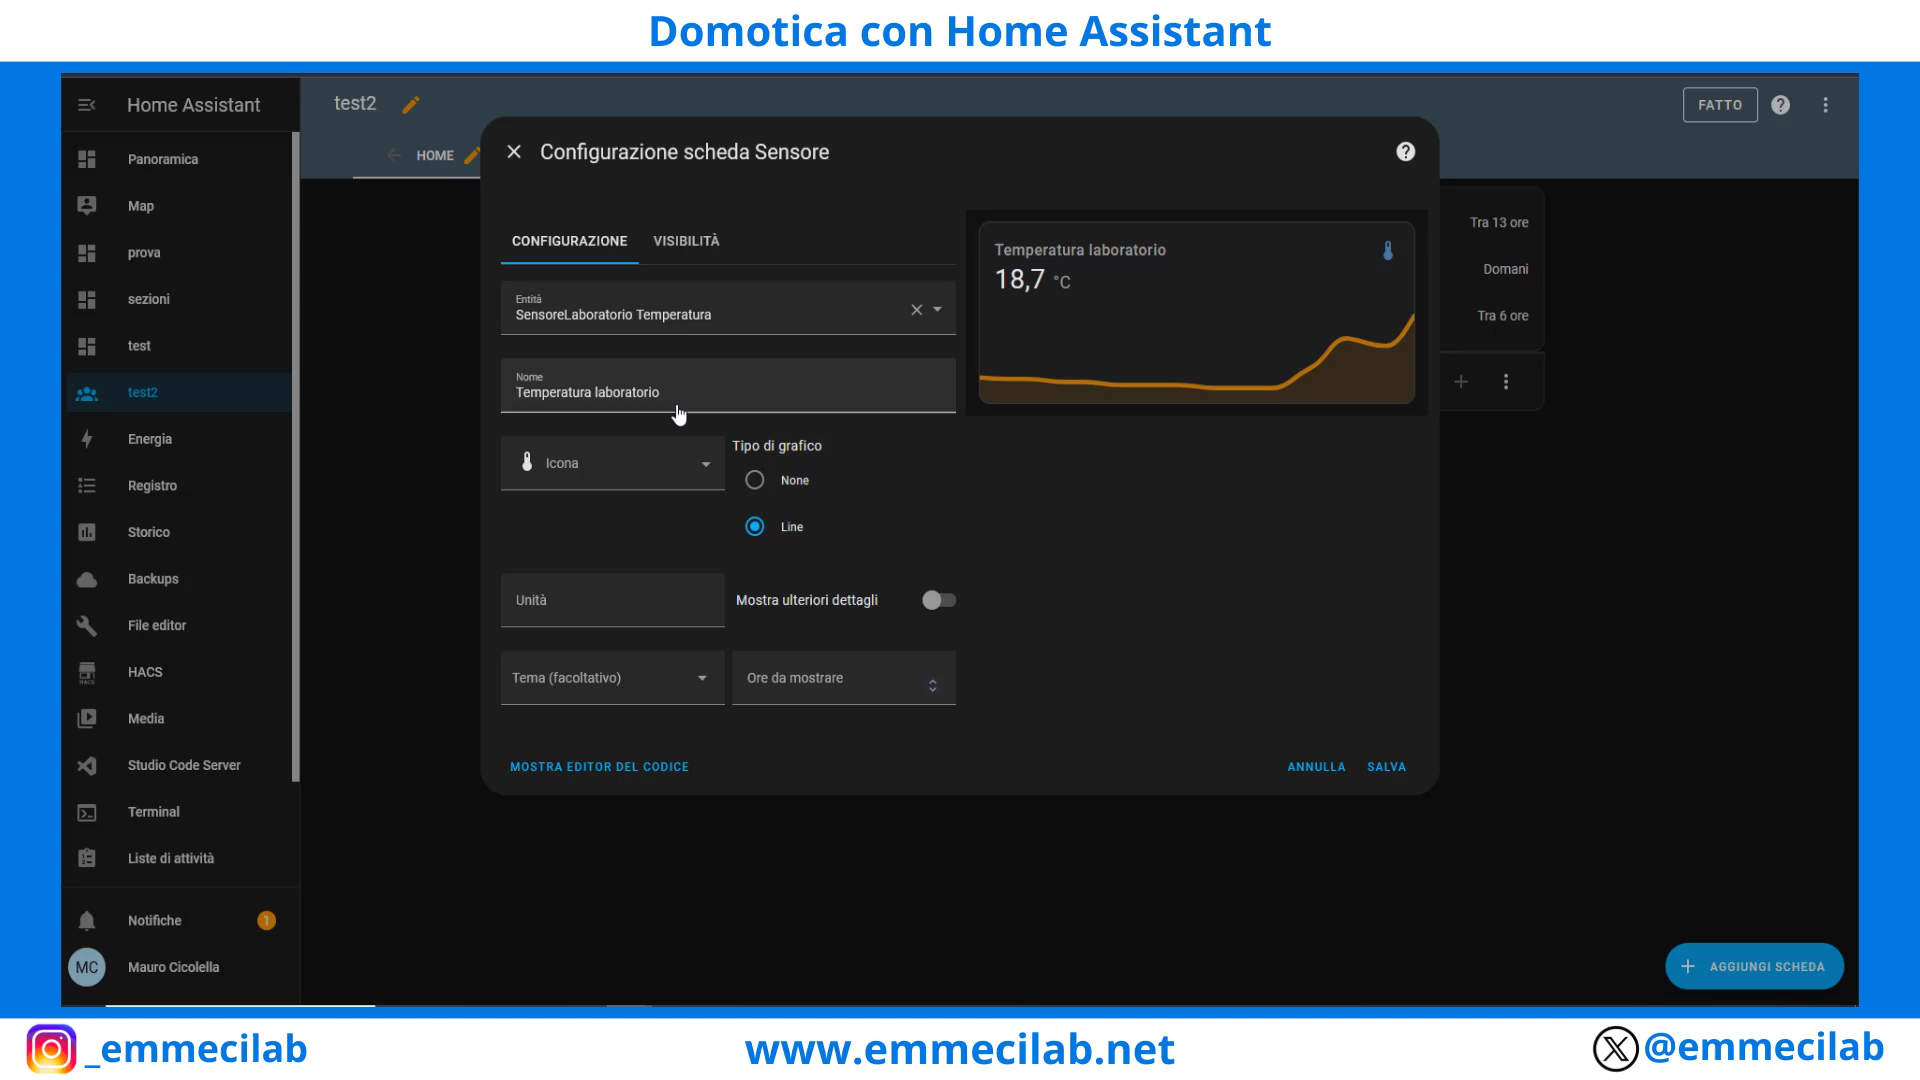 Domotica con Home Assistant
Home Assistant
test2
FATTO
HOME
Panoramica
Map
prova
sezioni
test
test2
Energia
Registro
Storico
Backups
File editor
HACS
Media
Studio Code Server
Terminal
Liste di attività
Notifiche
1
MC
Mauro Cicolella
Configurazione scheda Sensore
CONFIGURAZIONE
VISIBILITÀ
Entità
SensoreLaboratorio Temperatura
Nome
Temperatura laboratorio
Icona
Tipo di grafico
None
Line
Unità
Mostra ulteriori dettagli
Tema (facoltativo)
Ore da mostrare
MOSTRA EDITOR DEL CODICE
ANNULLA
SALVA
Temperatura laboratorio
18,7 °C
Tra 13 ore
Domani
Tra 6 ore
AGGIUNGI SCHEDA
_emmecilab
www.emmecilab.net
@emmecilab